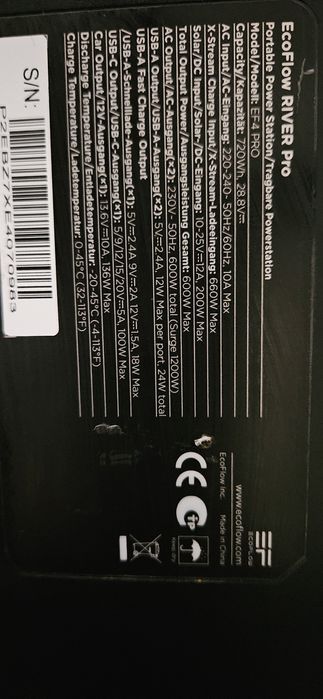 EcoFlow RIVER Pro
Portable Power Station/Tragbare Powerstation
Model/Modell: EF4 PRO
Capacity/Kapazität: 720Wh 28.8V⎓
AC Input/AC-Eingang: 220-240~ 50Hz/60Hz, 10A Max
X-Stream Charge Input/X-Stream-Ladeeingang: 660W Max
Solar/DC Input/Solar-/DC-Eingang: 10-25V⎓12A, 200W Max
Total Output Power/Ausgangsleistung Gesamt: 600W Max
AC Output/AC-Ausgang(×2): 230V~ 50Hz, 600W total (Surge 1200W)
USB-A Output/USB-A-Ausgang(×2): 5V⎓2.4A, 12W Max per port, 24W total
USB-A Fast Charge Output
/USB-A-Schnelllade-Ausgang(×1): 5V⎓2.4A 9V⎓2A 12V⎓1.5A, 18W Max
USB-C Output/USB-C-Ausgang(×1): 5/9/12/15/20V⎓5A, 100W Max
Car Output/12V-Ausgang(×1): 13.6V⎓10A, 136W Max
Discharge Temperature/Entladetemperatur: -20-45°C (-4-113°F)
Charge Temperature/Ladetemperatur: 0-45°C (32-113°F)
EF
ECOFLOW
www.ecoflow.com
EcoFlow Inc. Made in China
CE
Keep dry
S/N: